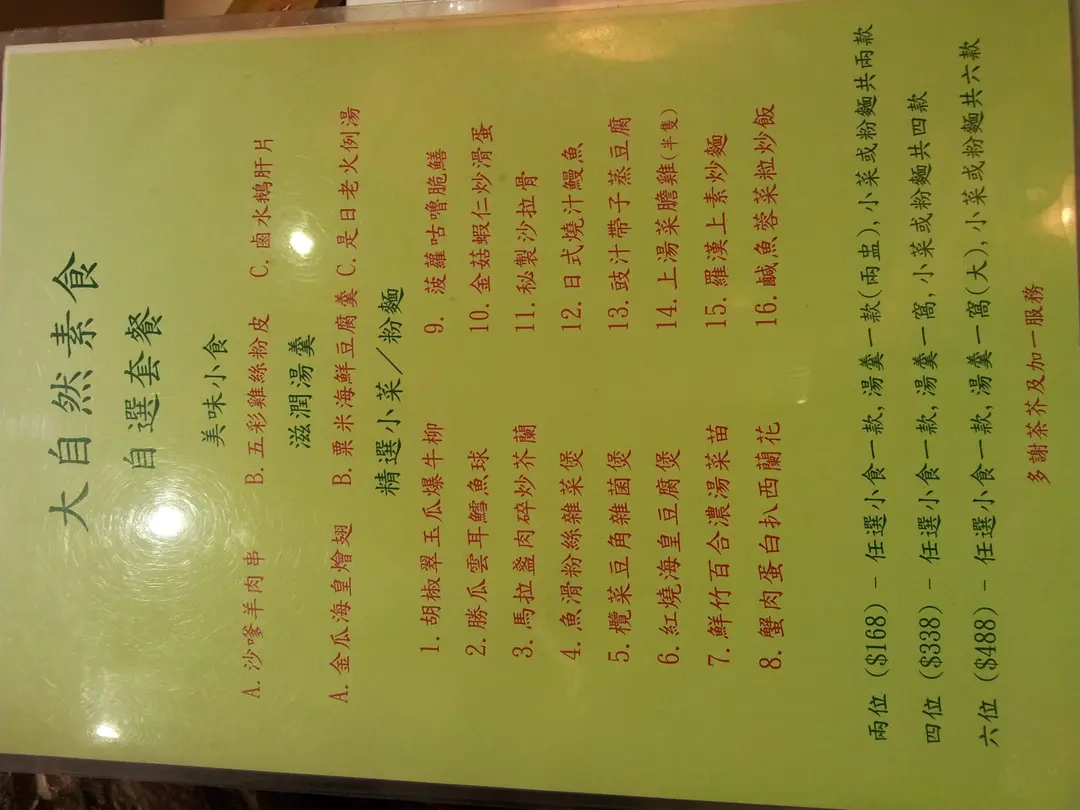 大自然素食
自選套餐
美味小食
A. 沙嗲羊肉串 B. 五彩雞絲粉皮 C. 鹵水鵝肝片
滋潤湯羹
A. 金瓜海皇燴翅 B. 粟米海鮮豆腐羹 C. 是日老火例湯
精選小菜／粉麵
1. 胡椒翠玉瓜爆牛柳 9. 菠蘿咕嚕脆鱔
2. 勝瓜雲耳鱈魚球 10. 金菇蝦仁炒滑蛋
3. 馬拉盞肉碎炒芥蘭 11. 秘製沙拉骨
4. 魚滑粉絲雜菜煲 12. 日式燒汁鰻魚
5. 欖菜豆角雜菌煲 13. 豉汁帶子蒸豆腐
6. 紅燒海皇豆腐煲 14. 上湯菜膽雞(半隻)
7. 鮮竹百合濃湯菜苗 15. 羅漢上素炒麵
8. 蟹肉蛋白扒西蘭花 16. 鹹魚蓉菜粒炒飯
兩位 ($168) - 任選小食一款, 湯羹一款(兩盅), 小菜或粉麵共兩款
四位 ($338) - 任選小食一款, 湯羹一窩, 小菜或粉麵共四款
六位 ($488) - 任選小食一款, 湯羹一窩(大), 小菜或粉麵共六款
多謝茶芥及加一服務